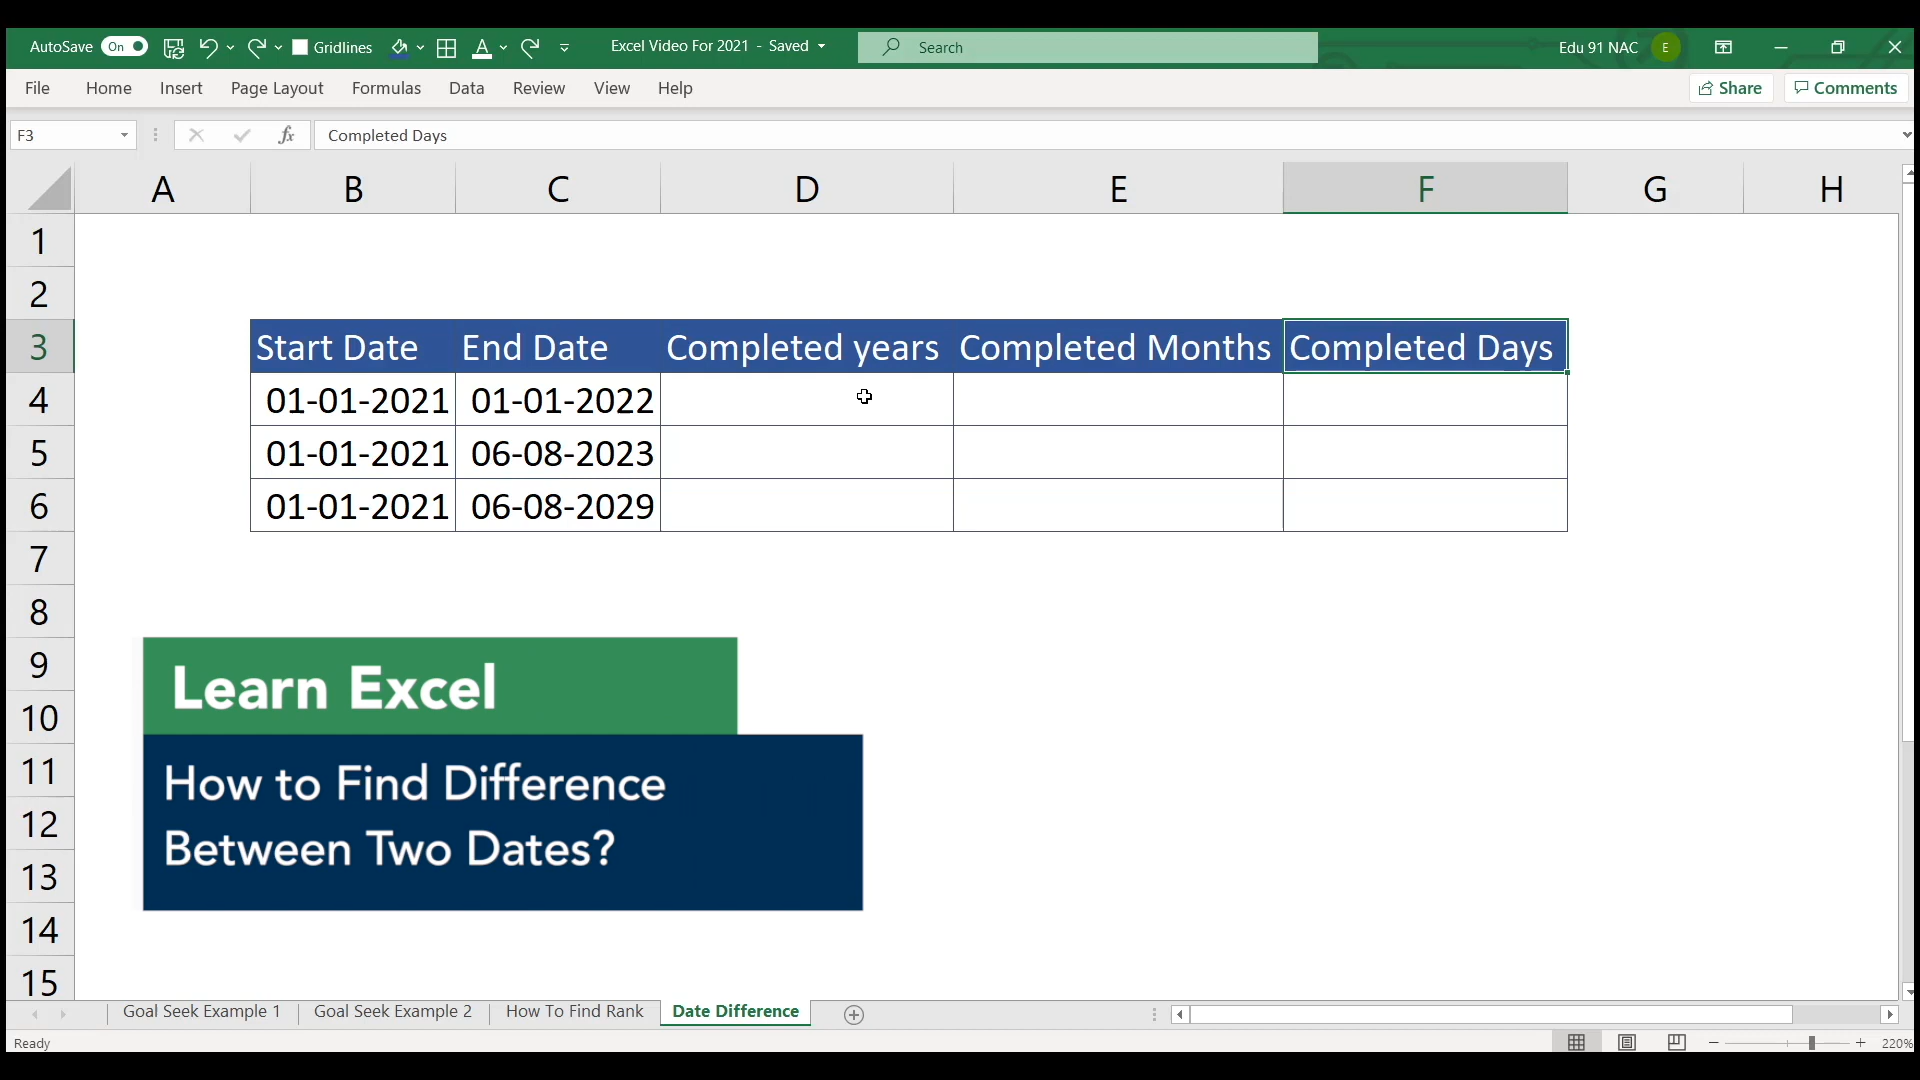 AutoSave On Gridlines A Excel Video For 2021 - Saved Search Edu 91 NAC E
File Home Insert Page Layout Formulas Data Review View Help Share Comments
F3 fx Completed Days
A B C D E F G H
1
2
3 Start Date End Date Completed years Completed Months Completed Days
4 01-01-2021 01-01-2022
5 01-01-2021 06-08-2023
6 01-01-2021 06-08-2029
7
8
9 Learn Excel
10
11 How to Find Difference
12
13 Between Two Dates?
14
15
Goal Seek Example 1 Goal Seek Example 2 How To Find Rank Date Difference
Ready 220%